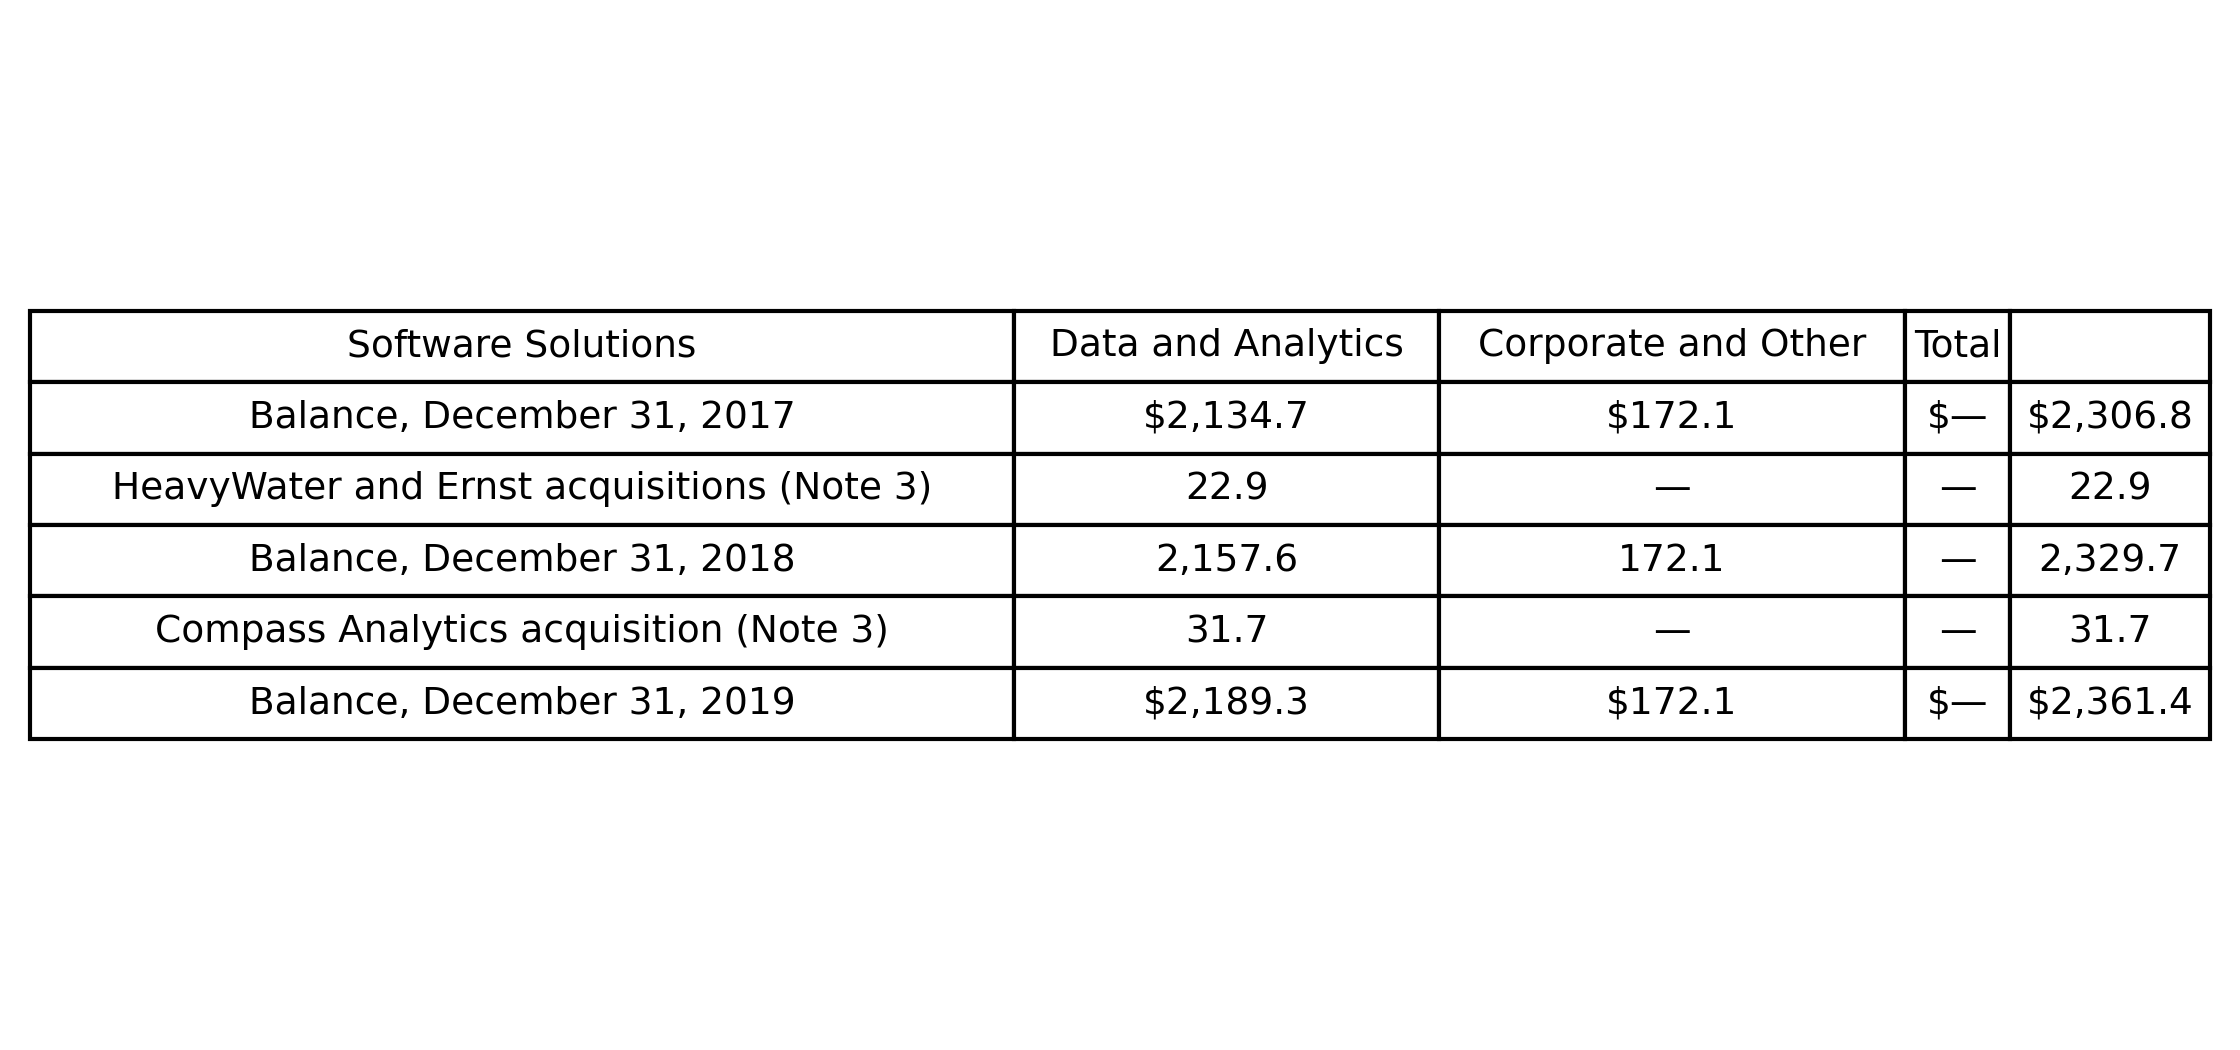 Software Solutions Data and Analytics Corporate and Other Total
Balance, December 31, 2017 $2,134.7 $172.1 $— $2,306.8
HeavyWater and Ernst acquisitions (Note 3) 22.9 — — 22.9
Balance, December 31, 2018 2,157.6 172.1 — 2,329.7
Compass Analytics acquisition (Note 3) 31.7 — — 31.7
Balance, December 31, 2019 $2,189.3 $172.1 $— $2,361.4